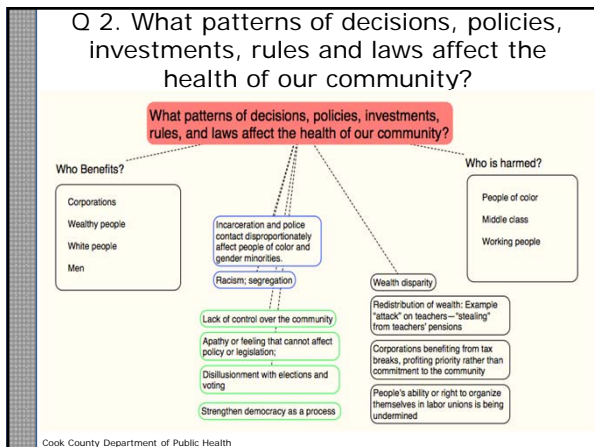 Q 2. What patterns of decisions, policies,
investments, rules and laws affect the
health of our community?
What patterns of decisions, policies, investments,
rules, and laws affect the health of our community?
Who Benefits?
Corporations
Wealthy people
White people
Men
Who is harmed?
People of color
Middle class
Working people
Incarceration and police
contact disproportionately
affect people of color and
gender minorities.
Racism; segregation
Lack of control over the community
Apathy or feeling that cannot affect
policy or legislation;
Disillusionment with elections and
voting
Strengthen democracy as a process
Wealth disparity
Redistribution of wealth: Example
"attack" on teachers—"stealing"
from teachers' pensions
Corporations benefiting from tax
breaks, profiting priority rather than
commitment to the community
People's ability or right to organize
themselves in labor unions is being
undermined
Cook County Department of Public Health